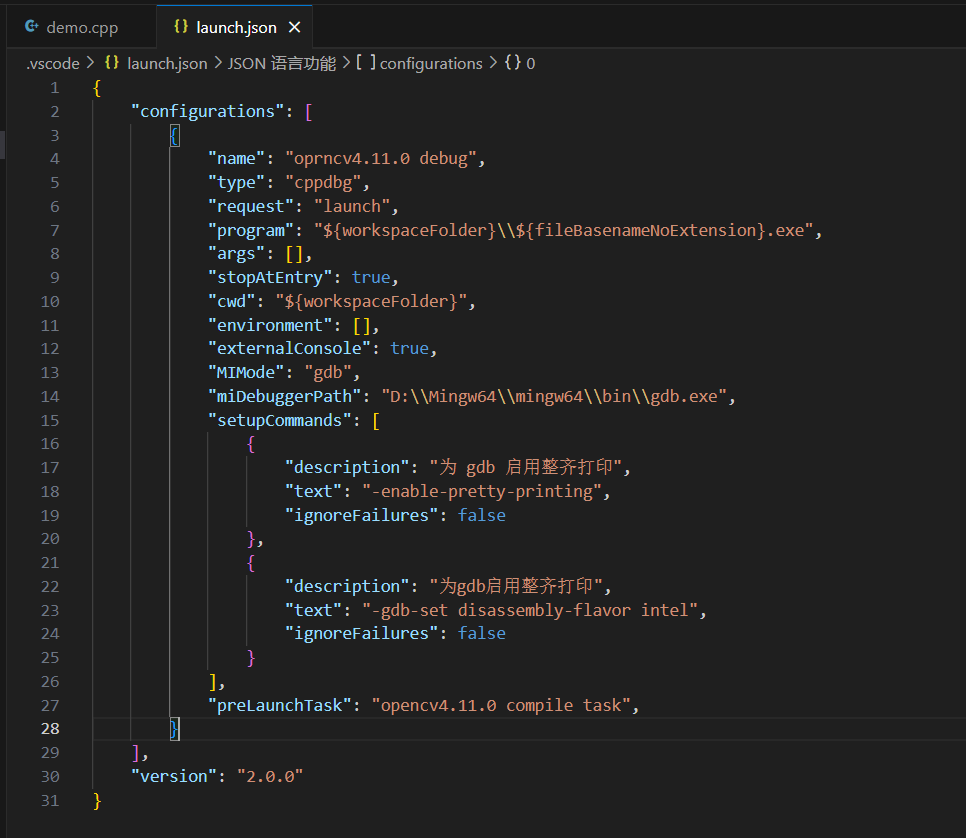 demo.cpp
{} launch.json ×
.vscode > {} launch.json > JSON 语言功能 > [ ] configurations > {} 0
1 {
2 "configurations": [
3 {
4 "name": "oprncv4.11.0 debug",
5 "type": "cppdbg",
6 "request": "launch",
7 "program": "${workspaceFolder}\\${fileBasenameNoExtension}.exe",
8 "args": [],
9 "stopAtEntry": true,
10 "cwd": "${workspaceFolder}",
11 "environment": [],
12 "externalConsole": true,
13 "MIMode": "gdb",
14 "miDebuggerPath": "D:\\Mingw64\\mingw64\\bin\\gdb.exe",
15 "setupCommands": [
16 {
17 "description": "为 gdb 启用整齐打印",
18 "text": "-enable-pretty-printing",
19 "ignoreFailures": false
20 },
21 {
22 "description": "为gdb启用整齐打印",
23 "text": "-gdb-set disassembly-flavor intel",
24 "ignoreFailures": false
25 }
26 ],
27 "preLaunchTask": "opencv4.11.0 compile task",
28 }
29 ],
30 "version": "2.0.0"
31 }